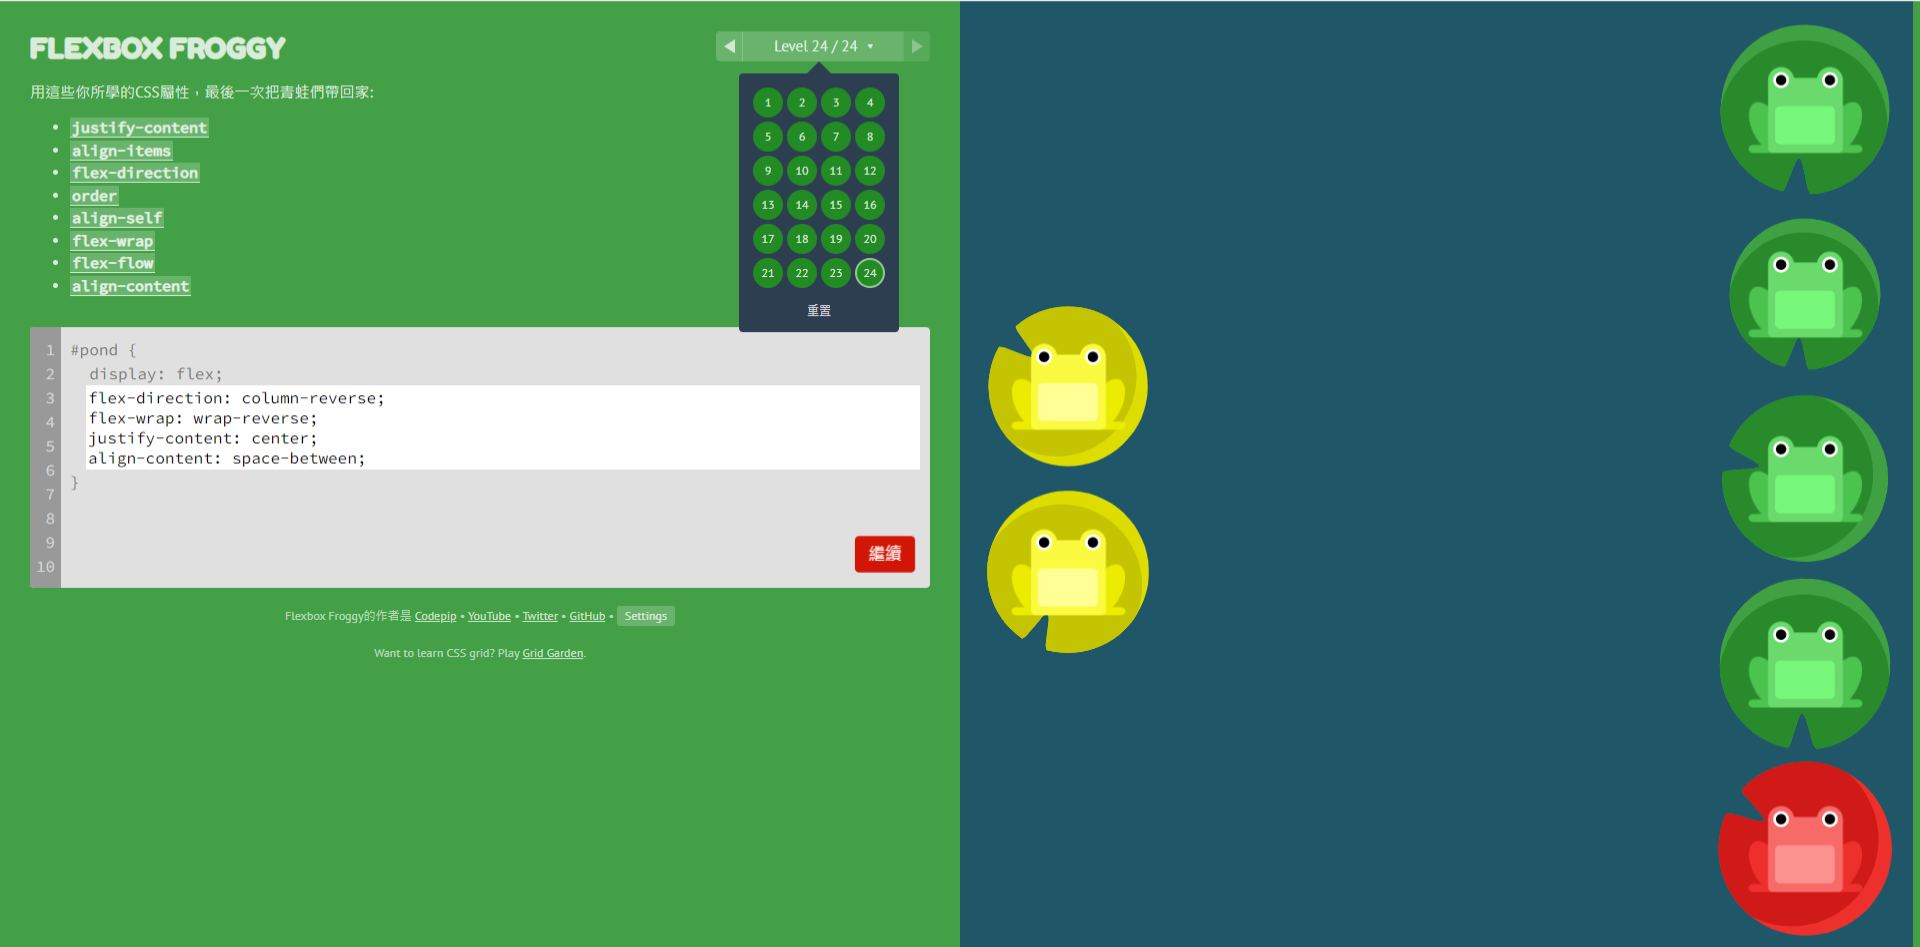 FLEXBOX FROGGY
◀ Level 24 / 24 ▾ ▶
用這些你所學的CSS屬性，最後一次把青蛙們帶回家:
• justify-content
• align-items
• flex-direction
• order
• align-self
• flex-wrap
• flex-flow
• align-content
1 2 3 4
5 6 7 8
9 10 11 12
13 14 15 16
17 18 19 20
21 22 23 24
重置
1 #pond {
2 display: flex;
3 flex-direction: column-reverse;
4 flex-wrap: wrap-reverse;
5 justify-content: center;
6 align-content: space-between;
7 }
8
9
10
繼續
Flexbox Froggy的作者是 Codepip • YouTube • Twitter • GitHub • Settings
Want to learn CSS grid? Play Grid Garden.